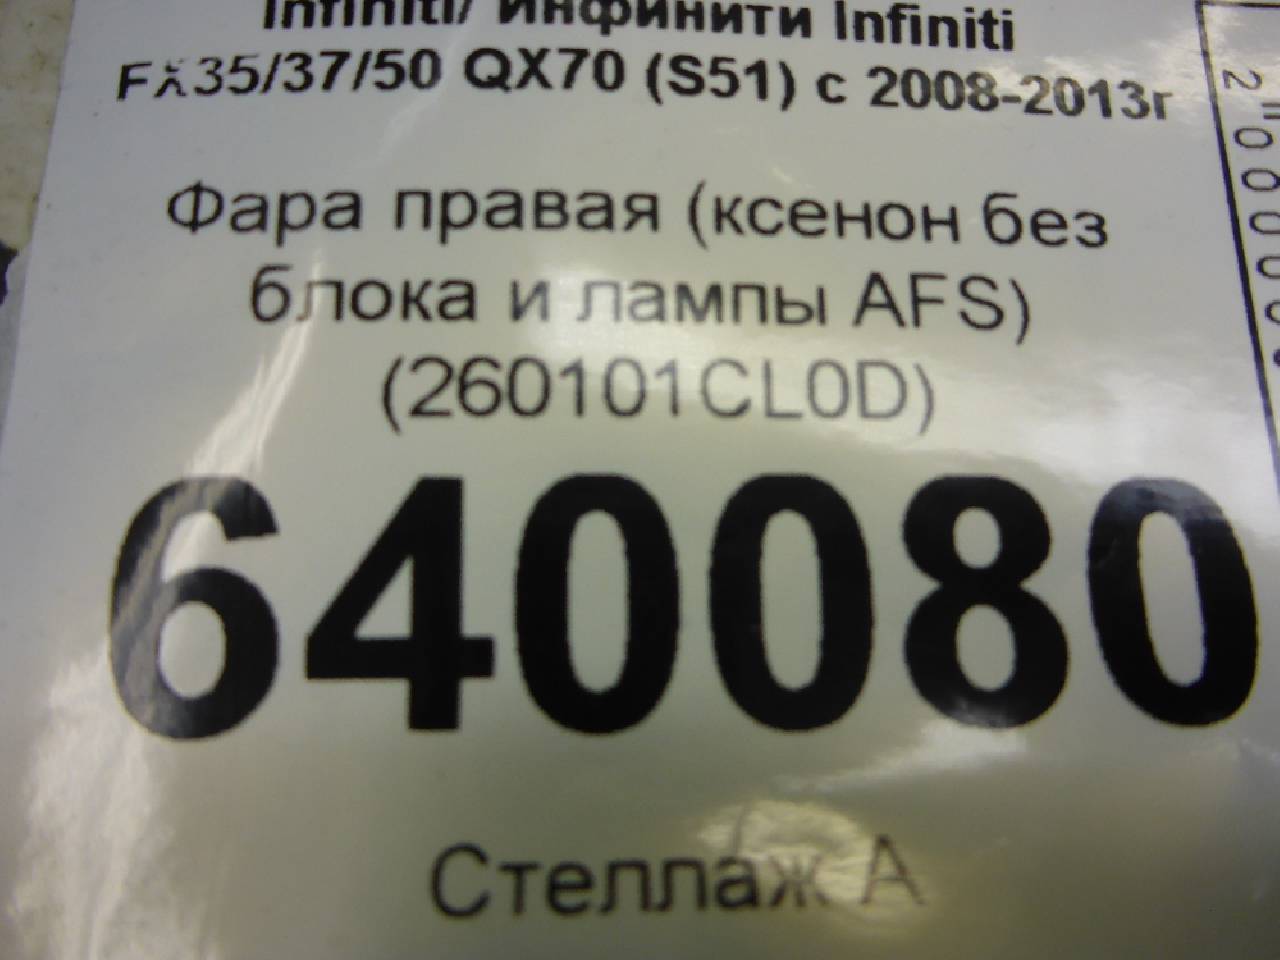 Infiniti/ Инфинити Infiniti
FX35/37/50 QX70 (S51) с 2008-2013г
Фара правая (ксенон без
блока и лампы AFS)
(260101CL0D)
640080
Стеллаж А